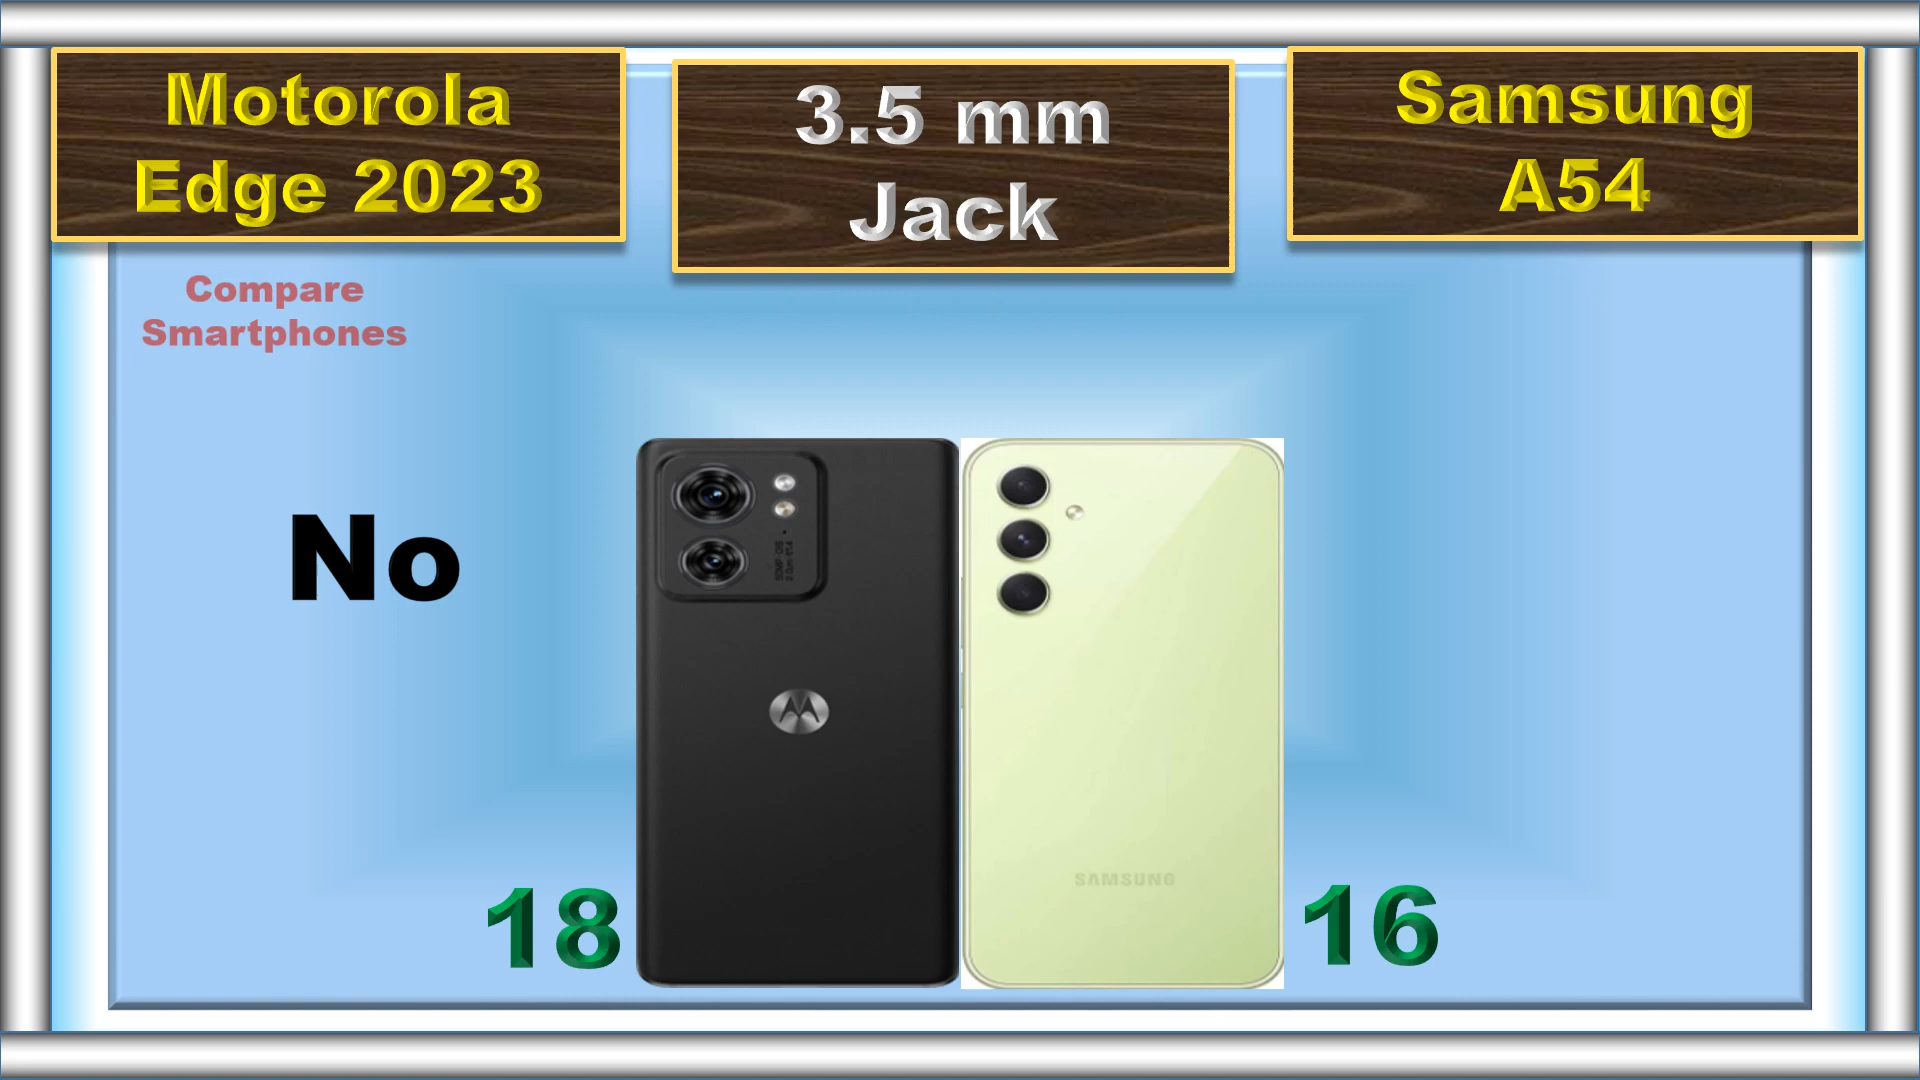 Motorola
Edge 2023
3.5 mm
Jack
Samsung
A54
Compare
Smartphones
No
18
16
SAMSUNG